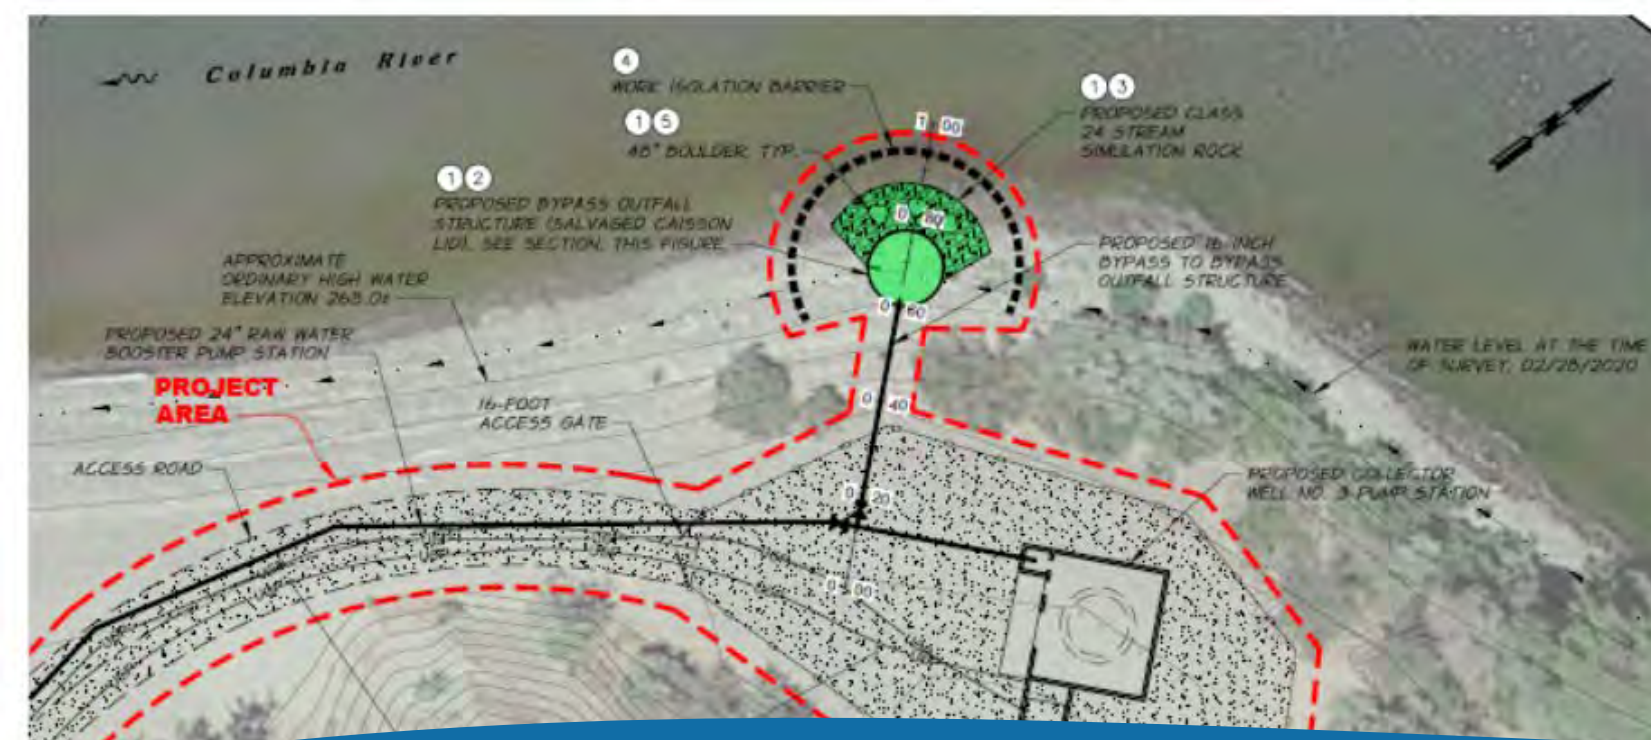 Columbia River
4
WORK ISOLATION BARRIER
1 5
48" BOULDER, TYP.
1 3
PROPOSED CLASS
24 STREAM
SIMULATION ROCK
1 2
PROPOSED BYPASS OUTFALL
STRUCTURE (SALVAGED CAISSON
LID). SEE SECTION, THIS FIGURE
APPROXIMATE
ORDINARY HIGH WATER
ELEVATION 263.0±
PROPOSED 24" RAW WATER
BOOSTER PUMP STATION
PROJECT
AREA
ACCESS ROAD
16-FOOT
ACCESS GATE
PROPOSED 16-INCH
BYPASS TO BYPASS
OUTFALL STRUCTURE
WATER LEVEL AT THE TIME
OF SURVEY, 02/28/2020
PROPOSED COLLECTOR
WELL NO. 3 PUMP STATION
1 00
0 80
0 60
0 40
0 20
0 00
N